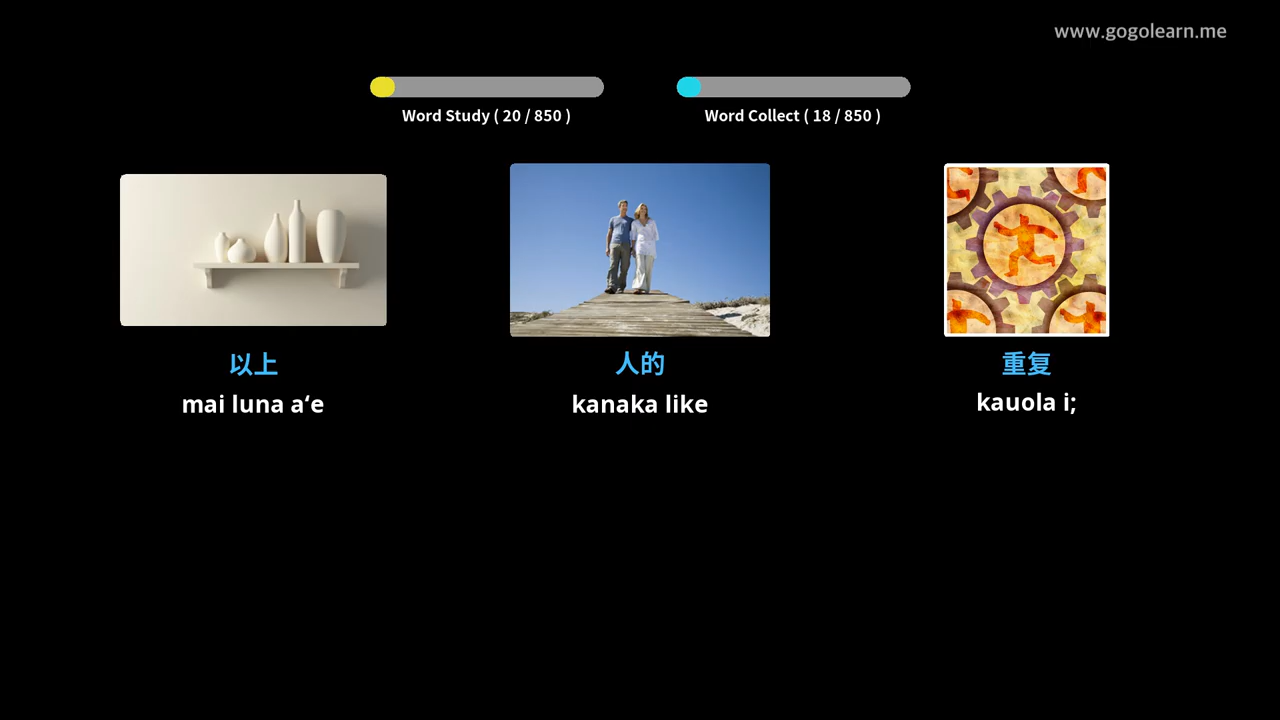 www.gogolearn.me
Word Study ( 20 / 850 )
Word Collect ( 18 / 850 )
以上
mai luna aʻe
人的
kanaka like
重复
kauola i;